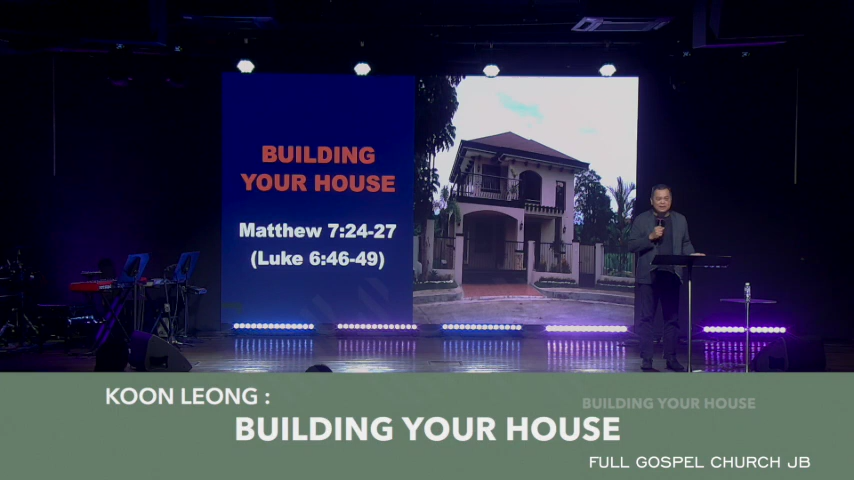 BUILDING
YOUR HOUSE
Matthew 7:24-27
(Luke 6:46-49)
KOON LEONG :
BUILDING YOUR HOUSE
BUILDING YOUR HOUSE
FULL GOSPEL CHURCH JB